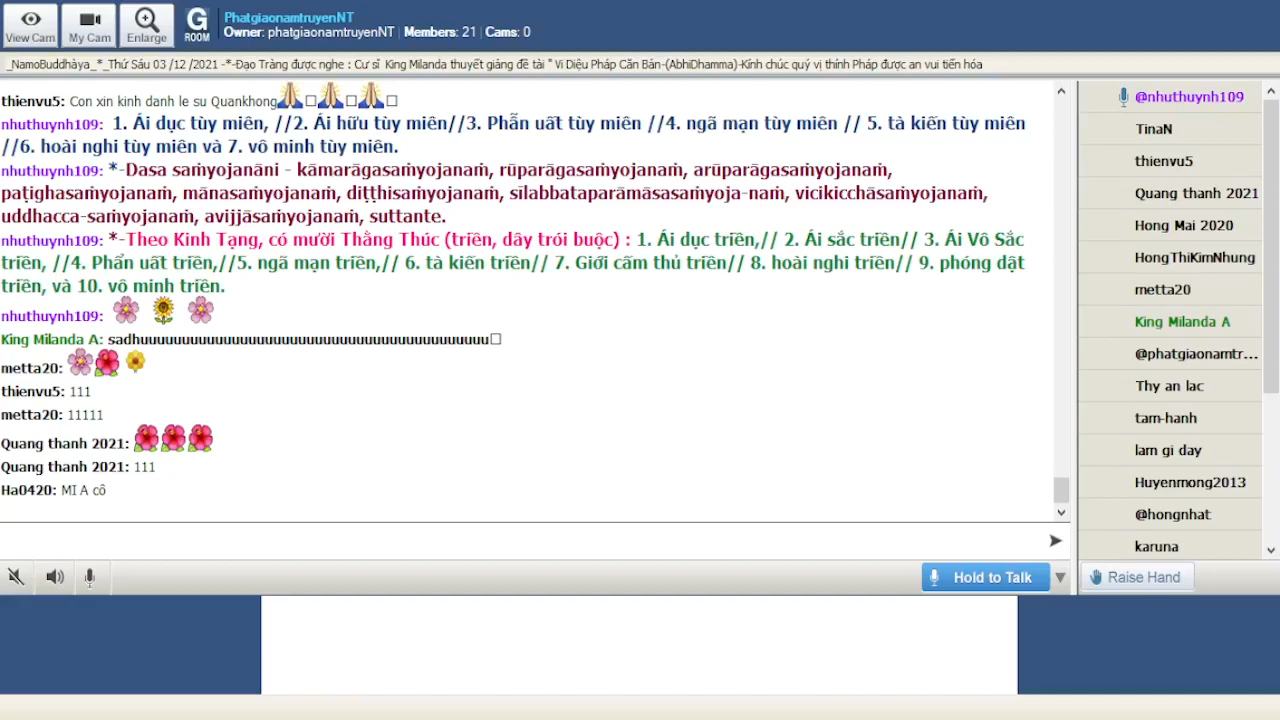 View Cam
My Cam
Enlarge
G
ROOM
PhatgiaonamtruyenNT
Owner: phatgiaonamtruyenNT | Members: 21 | Cams: 0
_NamoBuddhàya_*_Thứ Sáu 03 /12 /2021 -*-Đạo Tràng được nghe : Cư sĩ King Milanda thuyết giảng đề tài " Vi Diệu Pháp Căn Bản-(AbhiDhamma)-Kính chúc quý vị thính Pháp được an vui tiến hóa
thienvu5: Con xin kinh danh le su Quankhong
nhuthuynh109: 1. Ái dục tùy miên, //2. Ái hữu tùy miên//3. Phẫn uất tùy miên //4. ngã mạn tùy miên // 5. tà kiến tùy miên
//6. hoài nghi tùy miên và 7. vô minh tùy miên.
nhuthuynh109: *-Dasa saṁyojanāni - kāmarāgasaṁyojanaṁ, rūparāgasaṁyojanaṁ, arūparāgasaṁyojanaṁ,
paṭighasaṁyojanaṁ, mānasaṁyojanaṁ, diṭṭhisaṁyojanaṁ, sīlabbataparāmāsasaṁyoja-naṁ, vicikicchāsaṁyojanaṁ,
uddhacca-saṁyojanaṁ, avijjāsaṁyojanaṁ, suttante.
nhuthuynh109: *-Theo Kinh Tạng, có mười Thằng Thúc (triền, dây trói buộc) : 1. Ái dục triền,// 2. Ái sắc triền// 3. Ái Vô Sắc
triền, //4. Phẩn uất triền,//5. ngã mạn triền,// 6. tà kiến triền// 7. Giới cấm thủ triền// 8. hoài nghi triền// 9. phóng dật
triền, và 10. vô minh triền.
nhuthuynh109:
King Milanda A: sadhuuuuuuuuuuuuuuuuuuuuuuuuuuuuuuuuuuuuuuuuuu
metta20:
thienvu5: 111
metta20: 11111
Quang thanh 2021:
Quang thanh 2021: 111
Ha0420: MI A cô
Hold to Talk
@nhuthuynh109
TinaN
thienvu5
Quang thanh 2021
Hong Mai 2020
HongThiKimNhung
metta20
King Milanda A
@phatgiaonamtr...
Thy an lac
tam-hanh
lam gi day
Huyenmong2013
@hongnhat
karuna
Raise Hand